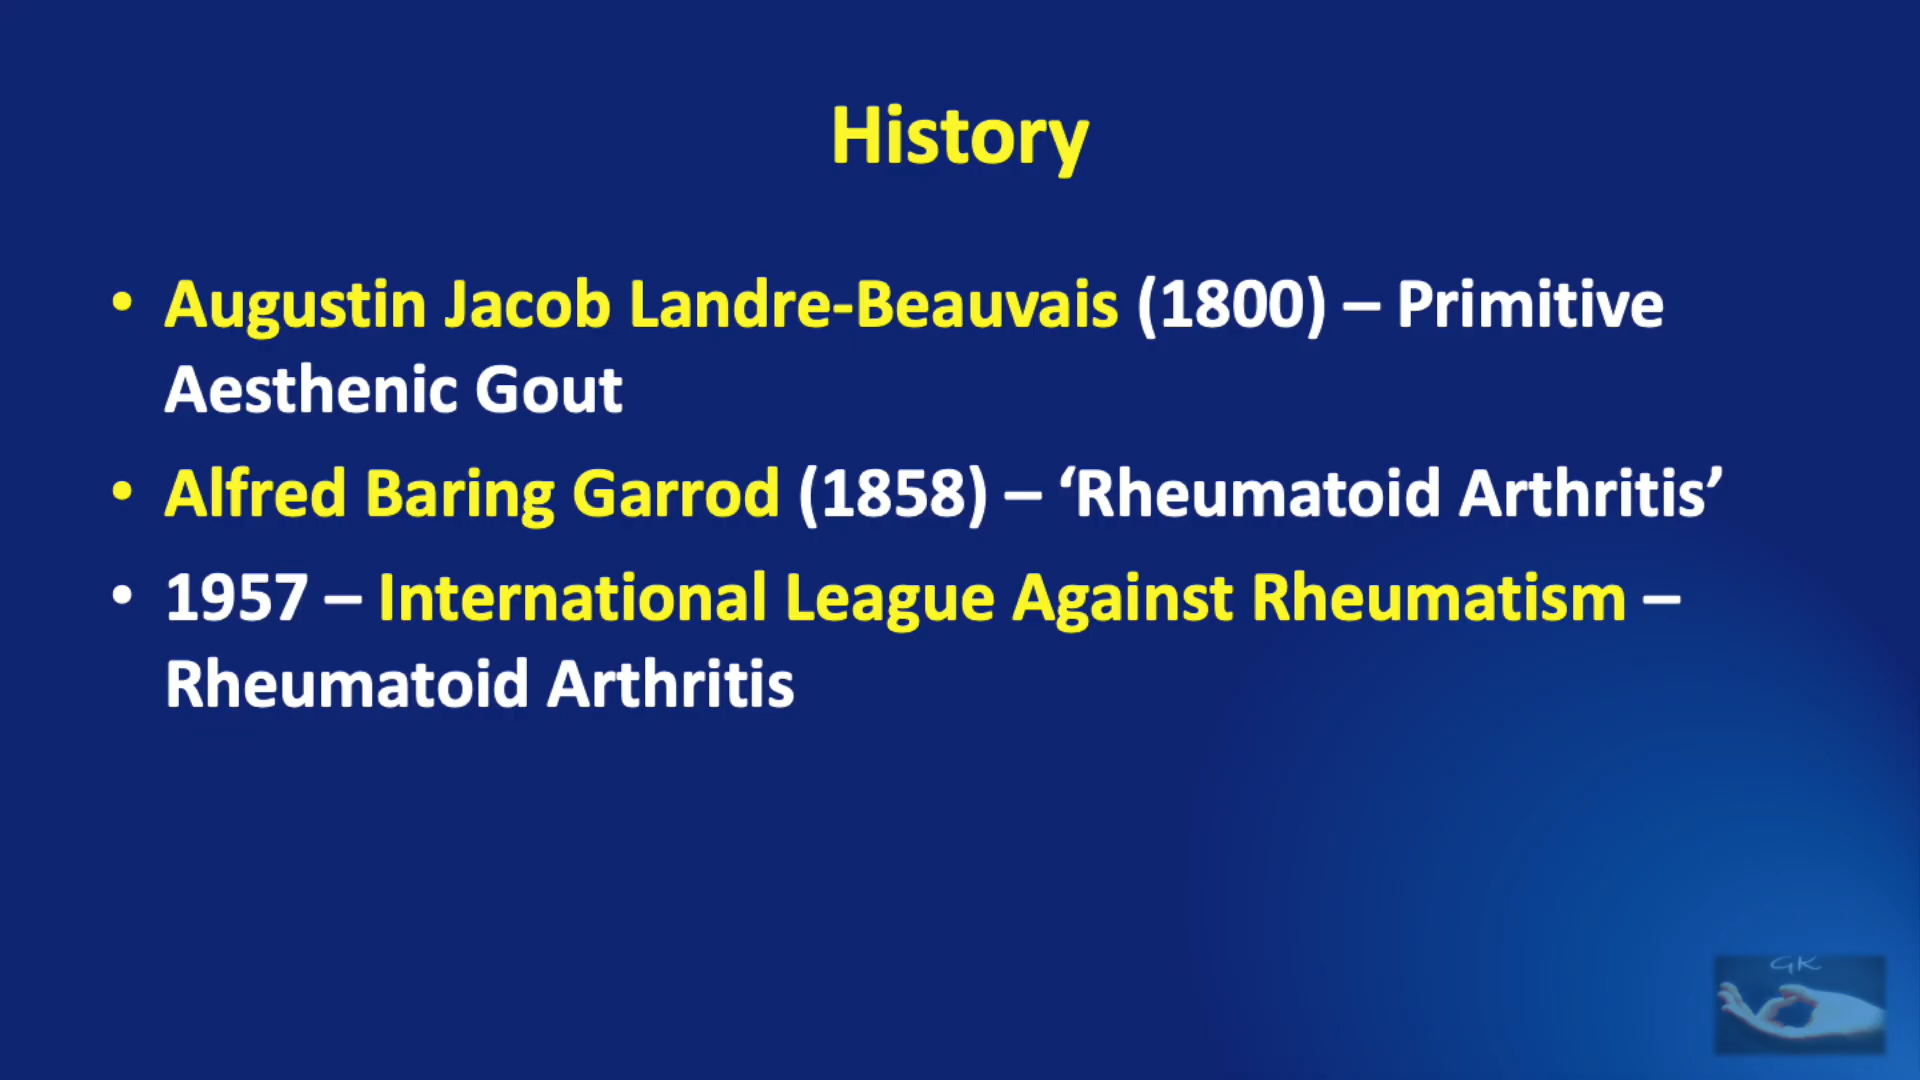 History
• Augustin Jacob Landre-Beauvais (1800) – Primitive
Aesthenic Gout
• Alfred Baring Garrod (1858) – ‘Rheumatoid Arthritis’
• 1957 – International League Against Rheumatism –
Rheumatoid Arthritis
GK